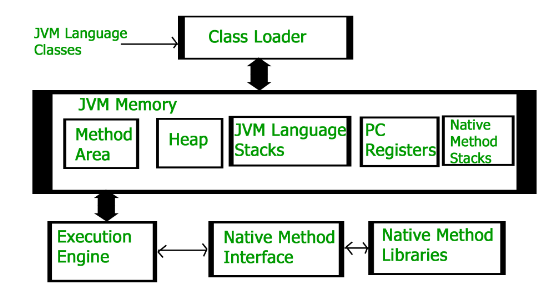 JVM Language
Classes
Class Loader
JVM Memory
Method
Area
Heap
JVM Language
Stacks
PC
Registers
Native
Method
Stacks
Execution
Engine
Native Method
Interface
Native Method
Libraries